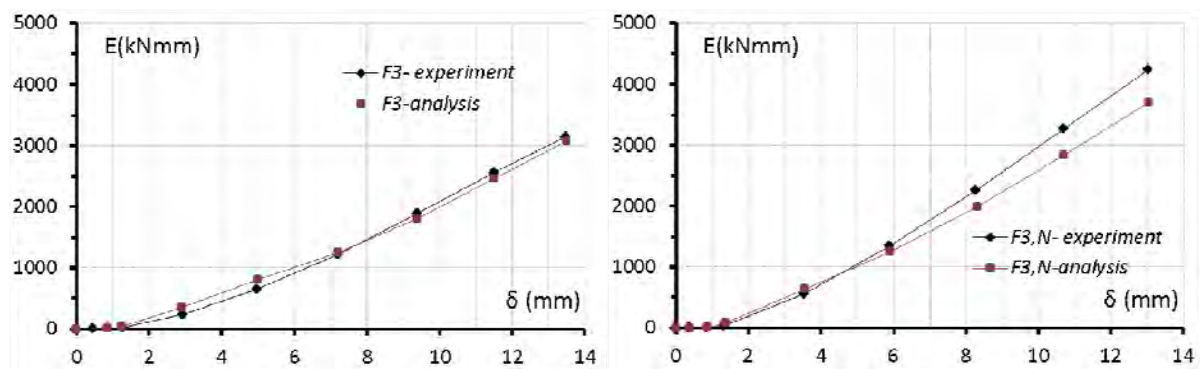 5000
4000
3000
2000
1000
0
E(kNmm)
F3- experiment
F3-analysis
δ (mm)
0 2 4 6 8 10 12 14
5000
4000
3000
2000
1000
0
E(kNmm)
F3,N- experiment
F3,N-analysis
δ (mm)
0 2 4 6 8 10 12 14